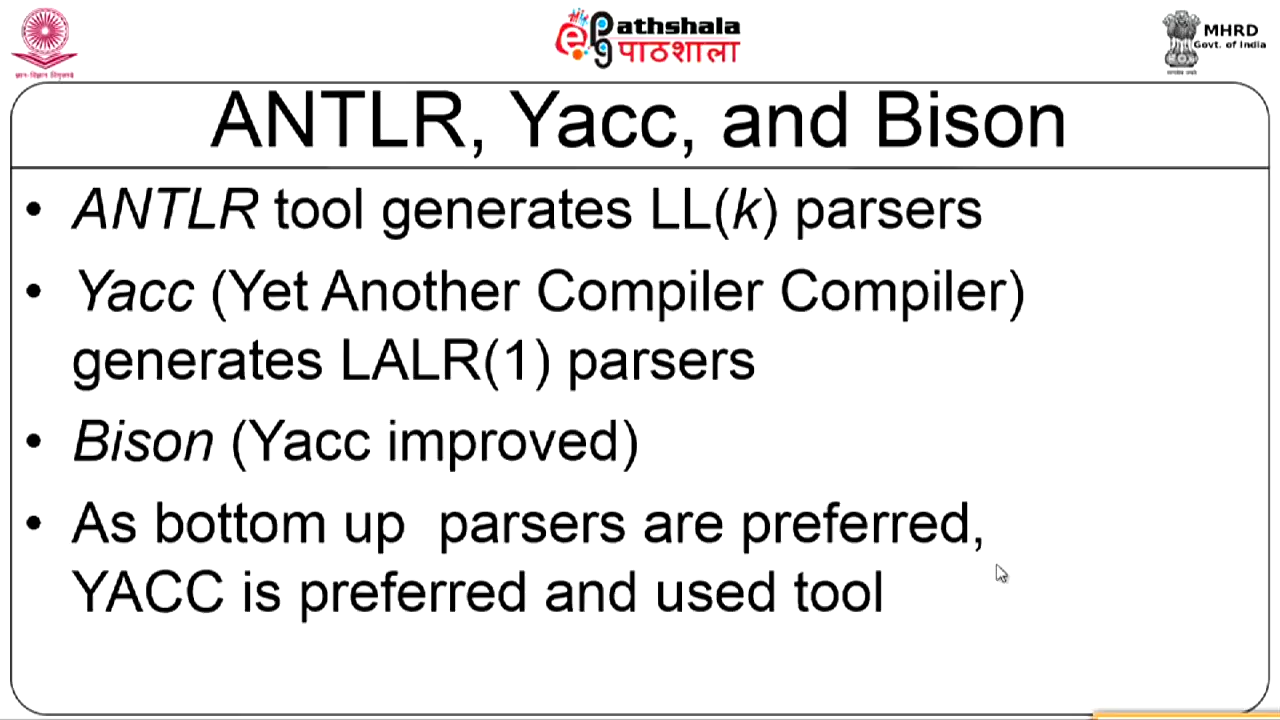 ePathshala
पाठशाला
MHRD
Govt. of India
ANTLR, Yacc, and Bison
• ANTLR tool generates LL(k) parsers
• Yacc (Yet Another Compiler Compiler)
generates LALR(1) parsers
• Bison (Yacc improved)
• As bottom up parsers are preferred,
YACC is preferred and used tool